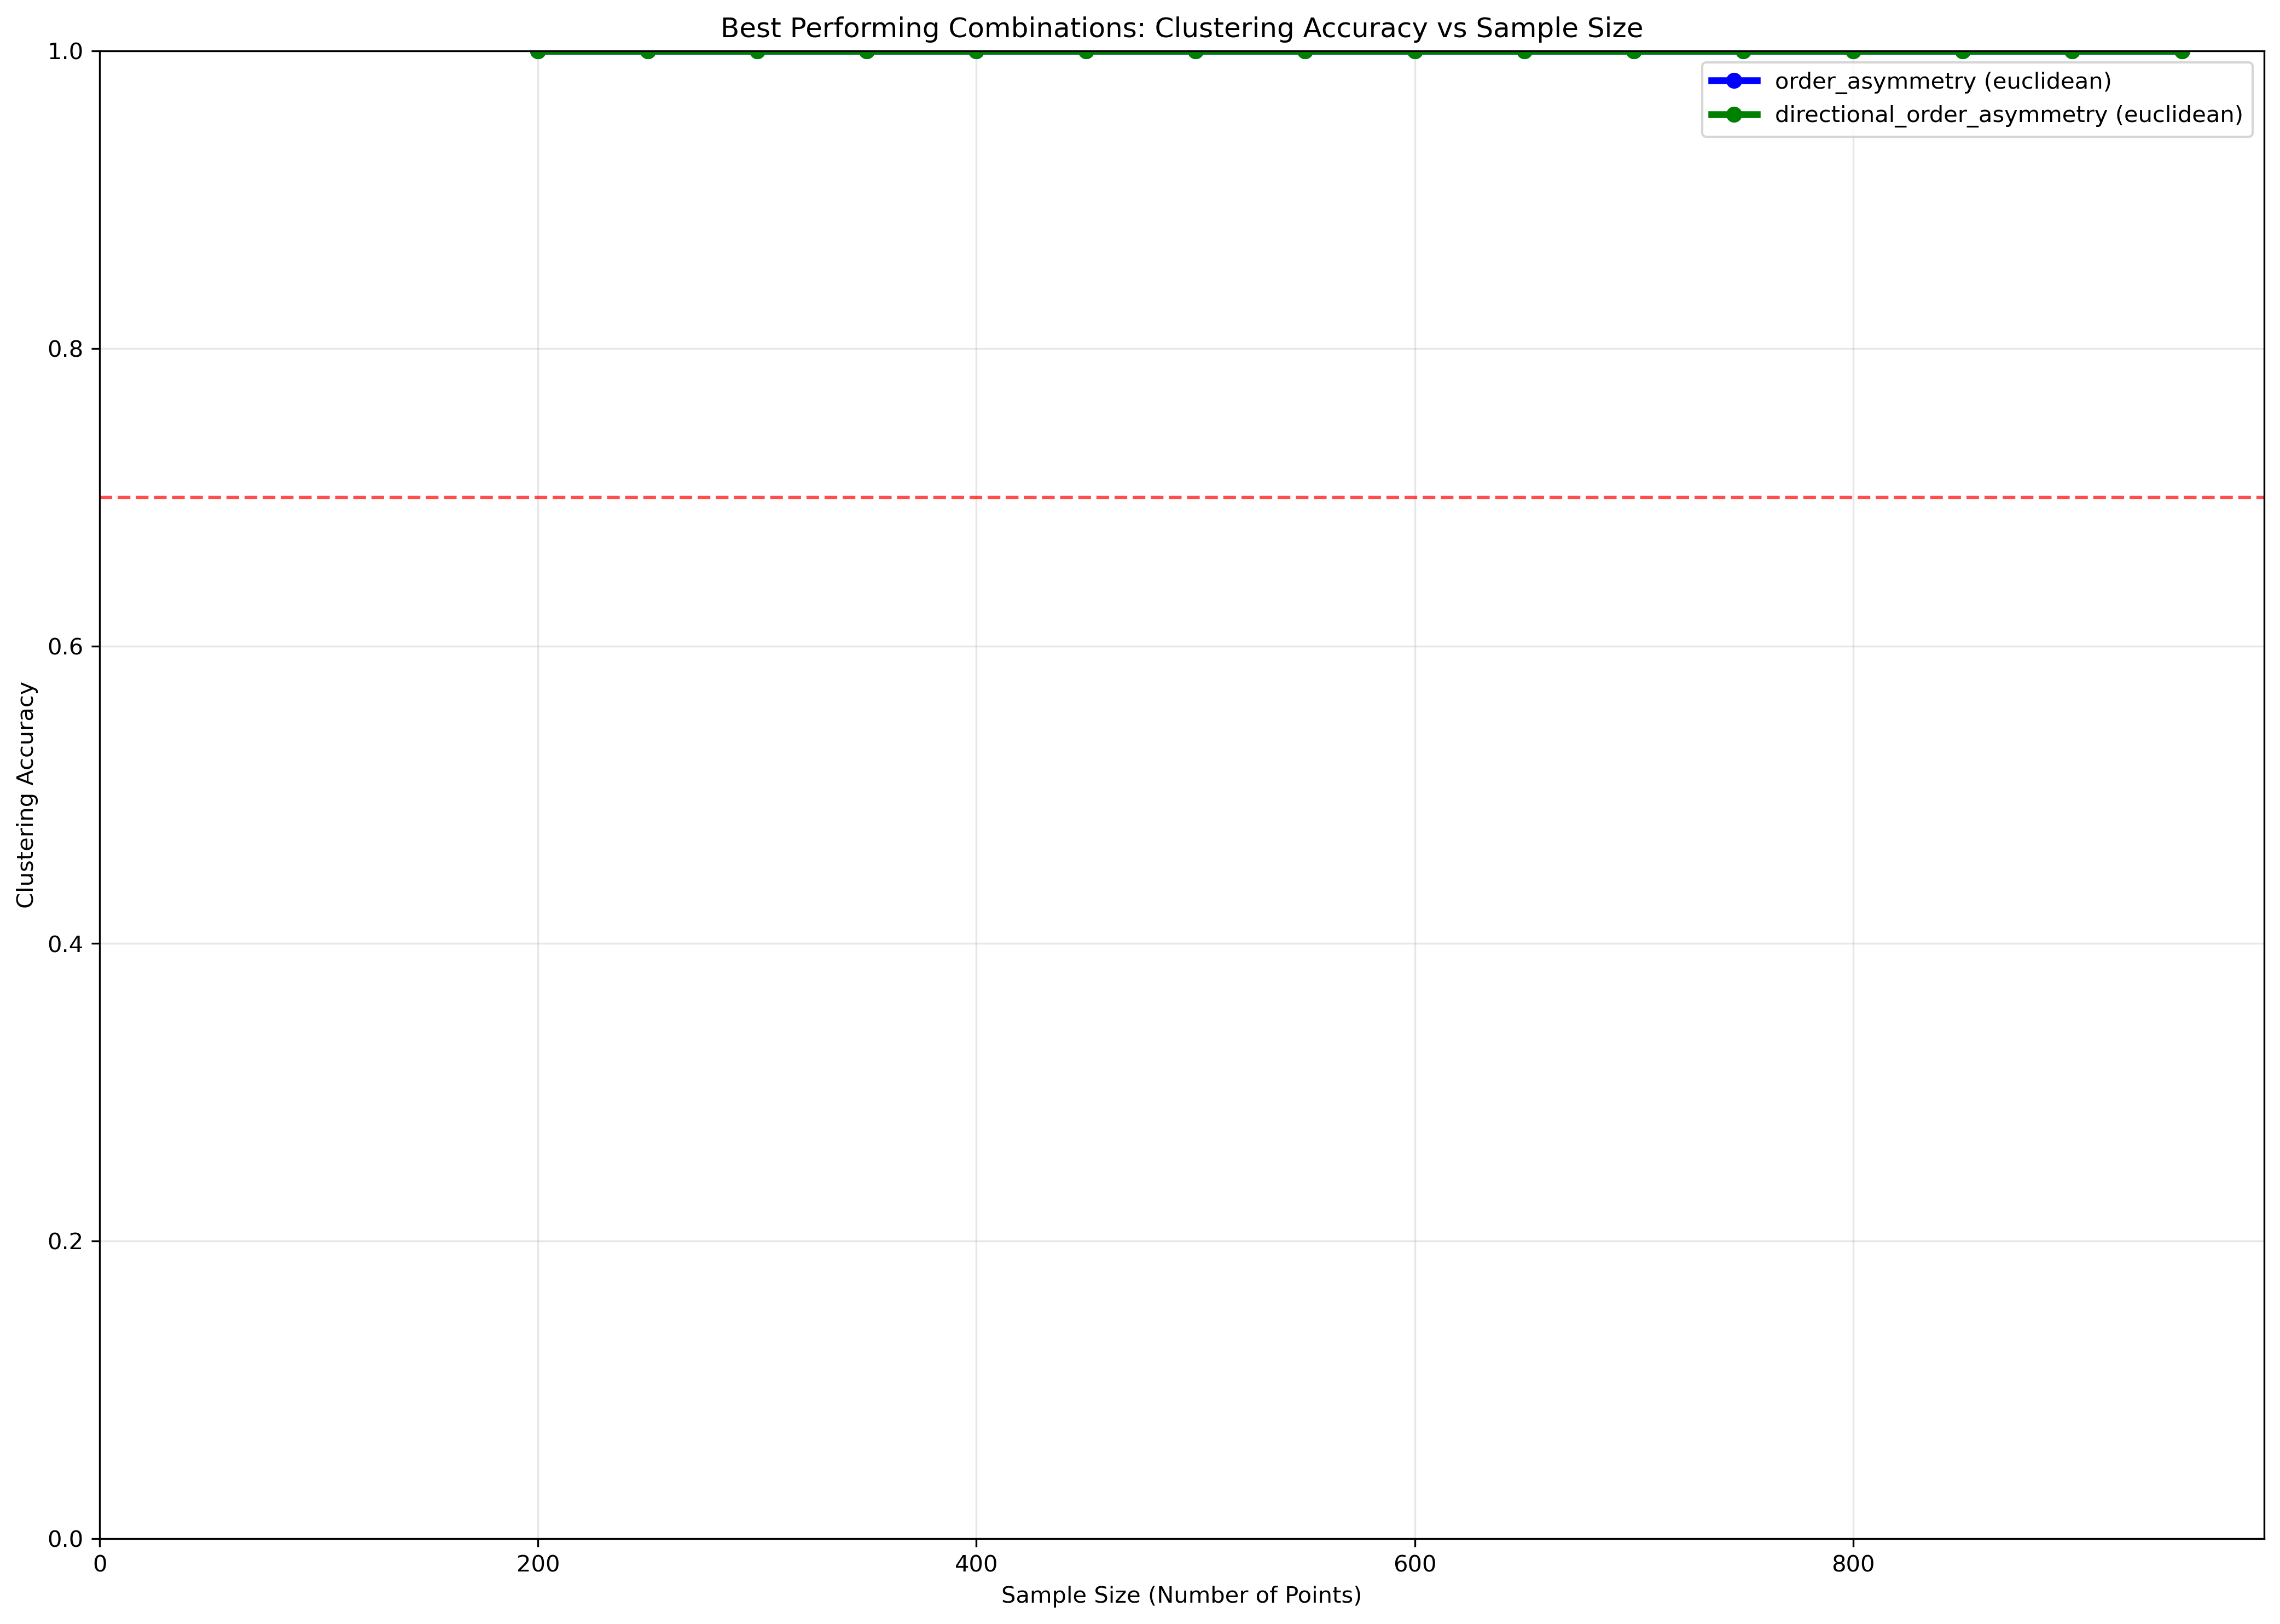 Best Performing Combinations: Clustering Accuracy vs Sample Size
1.0
order_asymmetry (euclidean)
directional_order_asymmetry (euclidean)
0.8
0.6
Clustering Accuracy
0.4
0.2
0.0
0 200 400 600 800
Sample Size (Number of Points)